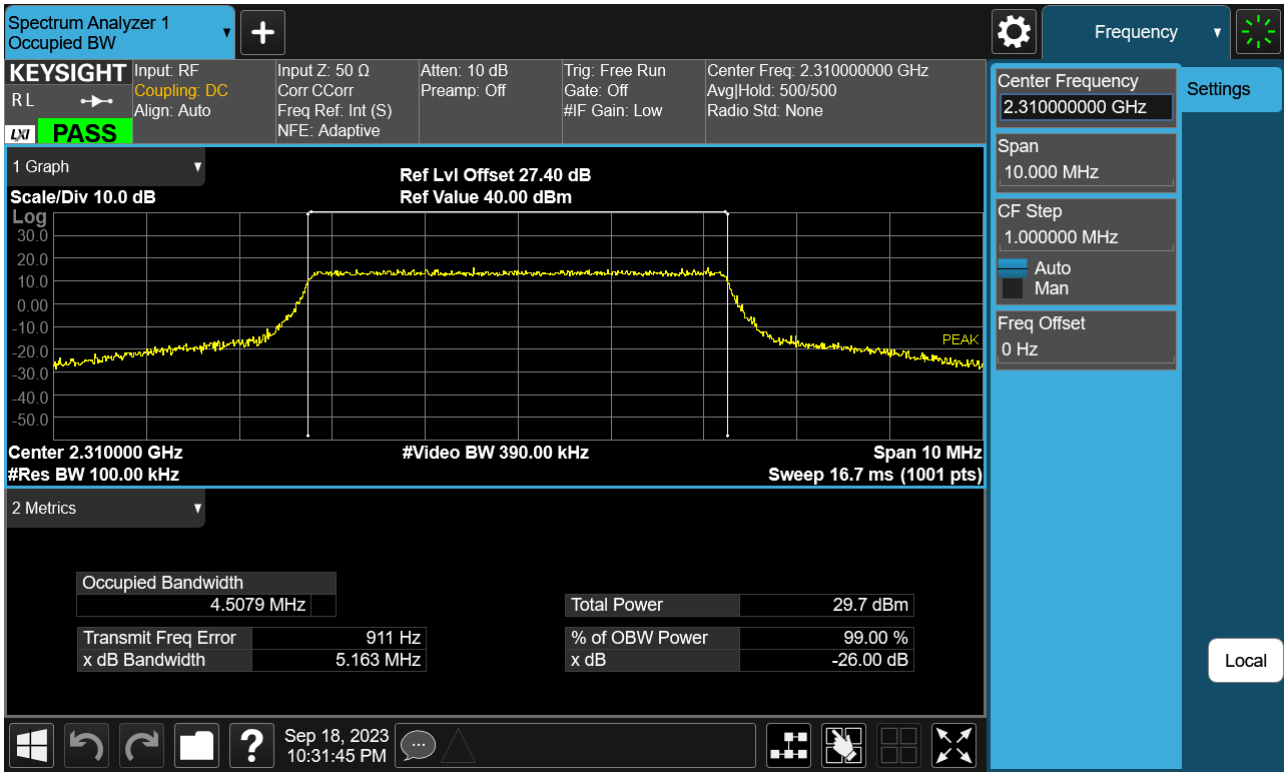 Spectrum Analyzer 1
Occupied BW
Frequency
KEYSIGHT
R L
LXI
PASS
Input: RF
Coupling: DC
Align: Auto
Input Z: 50 Ω
Corr CCorr
Freq Ref: Int (S)
NFE: Adaptive
Atten: 10 dB
Preamp: Off
Trig: Free Run
Gate: Off
#IF Gain: Low
Center Freq: 2.310000000 GHz
Avg|Hold: 500/500
Radio Std: None
Center Frequency
2.310000000 GHz
Settings
Span
10.000 MHz
CF Step
1.000000 MHz
Auto
Man
Freq Offset
0 Hz
Local
1 Graph
Ref Lvl Offset 27.40 dB
Scale/Div 10.0 dB
Ref Value 40.00 dBm
Log
30.0
20.0
10.0
0.00
-10.0
-20.0
-30.0
-40.0
-50.0
PEAK
Center 2.310000 GHz
#Video BW 390.00 kHz
Span 10 MHz
#Res BW 100.00 kHz
Sweep 16.7 ms (1001 pts)
2 Metrics
Occupied Bandwidth
4.5079 MHz
Total Power 29.7 dBm
Transmit Freq Error 911 Hz
% of OBW Power 99.00 %
x dB Bandwidth 5.163 MHz
x dB -26.00 dB
Sep 18, 2023
10:31:45 PM